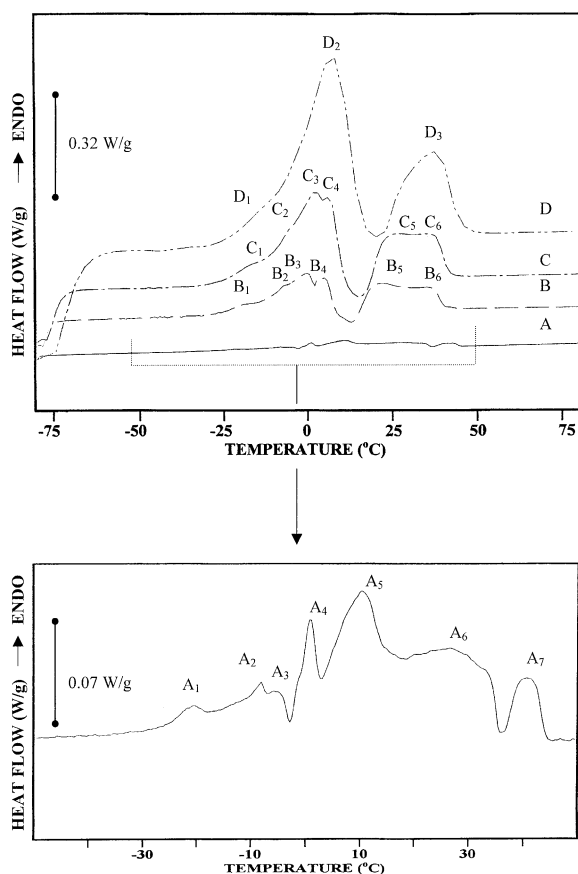 HEAT FLOW (W/g) → ENDO
0.32 W/g
D1
D2
D3
D
C1
C2
C3
C4
C5
C6
C
B1
B2
B3
B4
B5
B6
B
A
-75
-50
-25
0
25
50
75
TEMPERATURE (°C)
HEAT FLOW (W/g) → ENDO
0.07 W/g
A1
A2
A3
A4
A5
A6
A7
-30
-10
10
30
TEMPERATURE (°C)